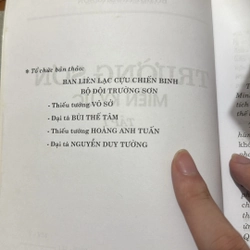 * Tổ chức bản thảo:
BAN LIÊN LẠC CỰU CHIẾN BINH
BỘ ĐỘI TRƯỜNG SƠN
- Thiếu tướng VÕ SỞ
- Đại tá BÙI THẾ TÂM
- Thiếu tướng HOÀNG ANH TUẤN
- Đại tá NGUYỄN DUY TƯỜNG